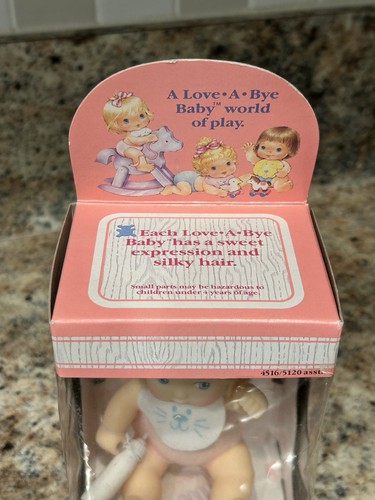 A Love•A•Bye
Baby™ world
of play.
Each Love•A•Bye
Baby has a sweet
expression and
silky hair.
Small parts may be hazardous to
children under 4 years of age.
4516/5120 asst.